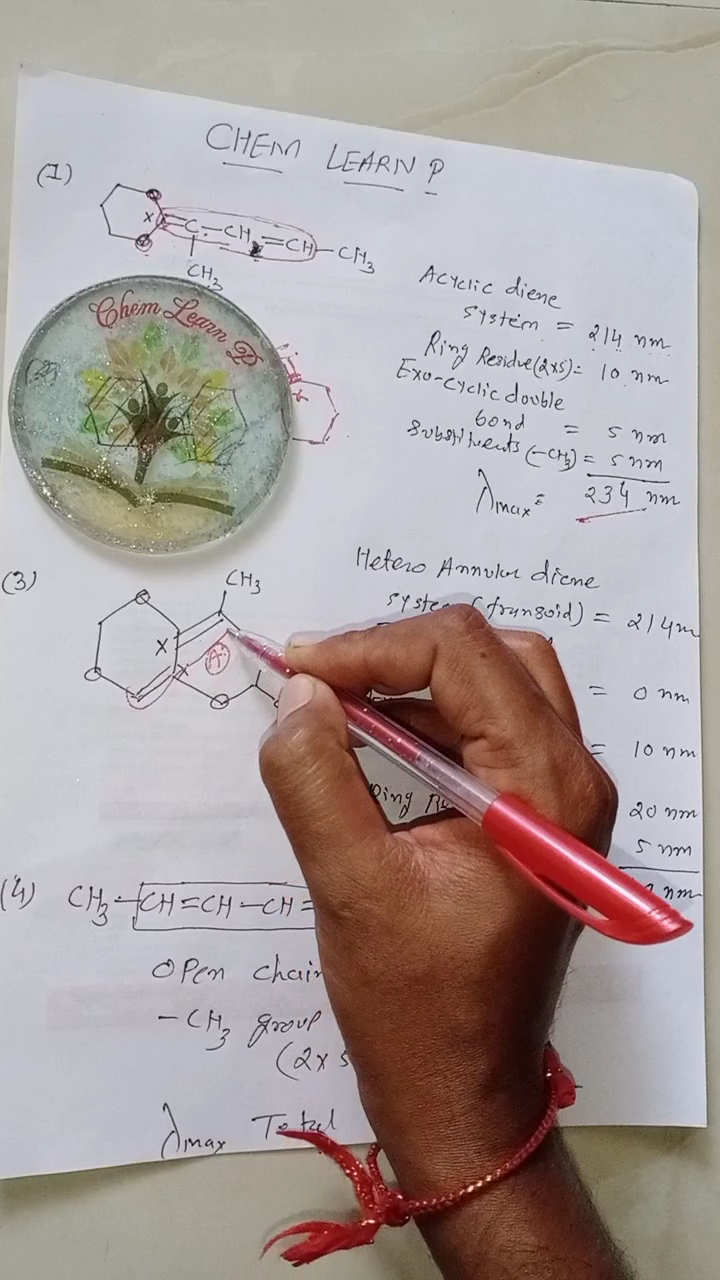 CHEM LEARN P
(1)
=C-CH=CH-CH₃
CH₃
Acyclic diene
system = 214 nm
Ring Residue (2x5) = 10 nm
Exo-cyclic double
bond = 5 nm
Substituents (-CH₃) = 5 nm
λmax = 234 nm
Chem Learn P
(3)
CH₃
x
x
A
Hetero Annular diene
system (transoid) = 214 n
= 0 nm
= 10 nm
20 nm
5 nm
nm
(4) CH₃-CH=CH-CH=
Open chain
-CH₃ group
(2x5
λmax Total